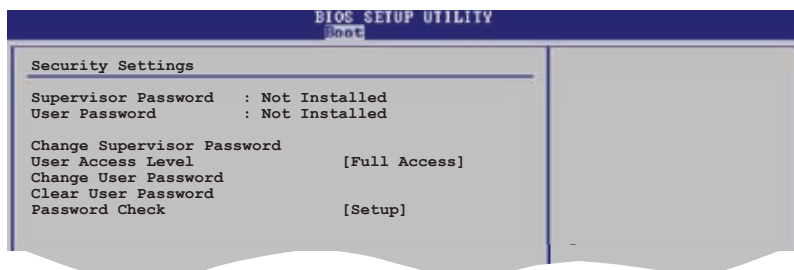 BIOS SETUP UTILITY
Boot
Security Settings
Supervisor Password : Not Installed
User Password : Not Installed
Change Supervisor Password
User Access Level [Full Access]
Change User Password
Clear User Password
Password Check [Setup]